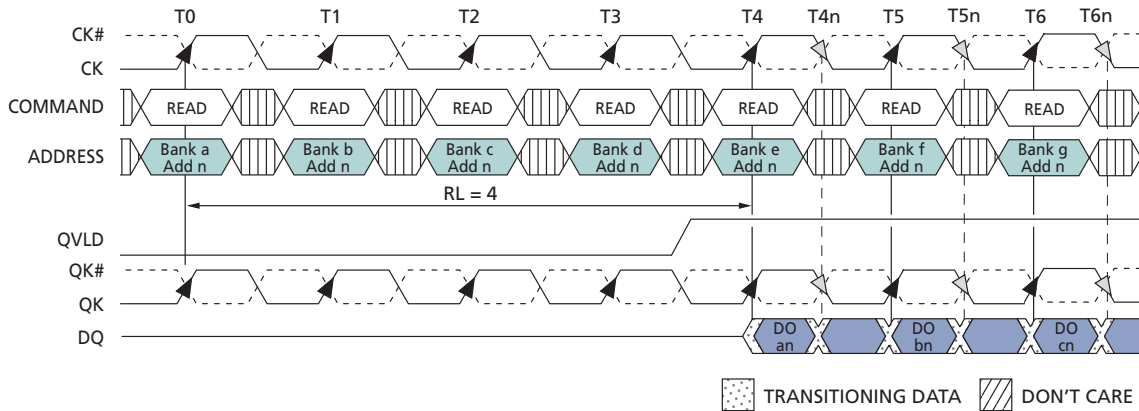 T0 T1 T2 T3 T4 T4n T5 T5n T6 T6n
CK#
CK
COMMAND READ READ READ READ READ READ READ
ADDRESS Bank a Bank b Bank c Bank d Bank e Bank f Bank g
Add n Add n Add n Add n Add n Add n Add n
RL = 4
QVLD
QK#
QK
DQ DO DO DO
an bn cn
TRANSITIONING DATA DON'T CARE